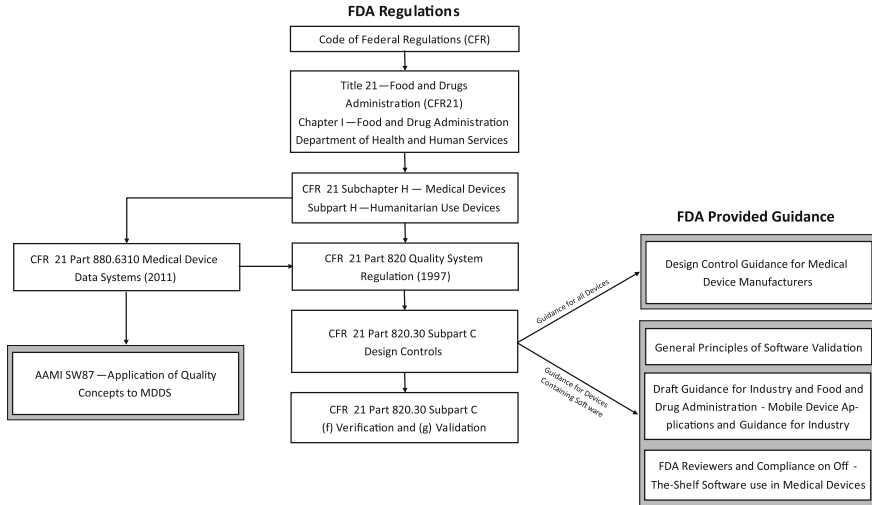 FDA Regulations
Code of Federal Regulations (CFR)
Title 21—Food and Drugs
Administration (CFR21)
Chapter I—Food and Drug Administration
Department of Health and Human Services
CFR 21 Subchapter H — Medical Devices
Subpart H—Humanitarian Use Devices
CFR 21 Part 880.6310 Medical Device
Data Systems (2011)
CFR 21 Part 820 Quality System
Regulation (1997)
AAMI SW87 —Application of Quality
Concepts to MDDS
CFR 21 Part 820.30 Subpart C
Design Controls
CFR 21 Part 820.30 Subpart C
(f) Verification and (g) Validation
Guidance for all Devices
Guidance for Devices
Containing Software
FDA Provided Guidance
Design Control Guidance for Medical
Device Manufacturers
General Principles of Software Validation
Draft Guidance for Industry and Food and
Drug Administration - Mobile Device Ap-
plications and Guidance for Industry
FDA Reviewers and Compliance on Off -
The-Shelf Software use in Medical Devices